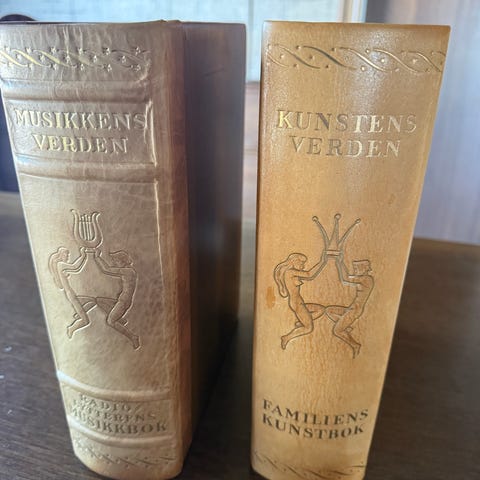 MUSIKKENS
VERDEN
RADIO-
LYTTERENS
MUSIKKBOK
KUNSTENS
VERDEN
FAMILIENS
KUNSTBOK